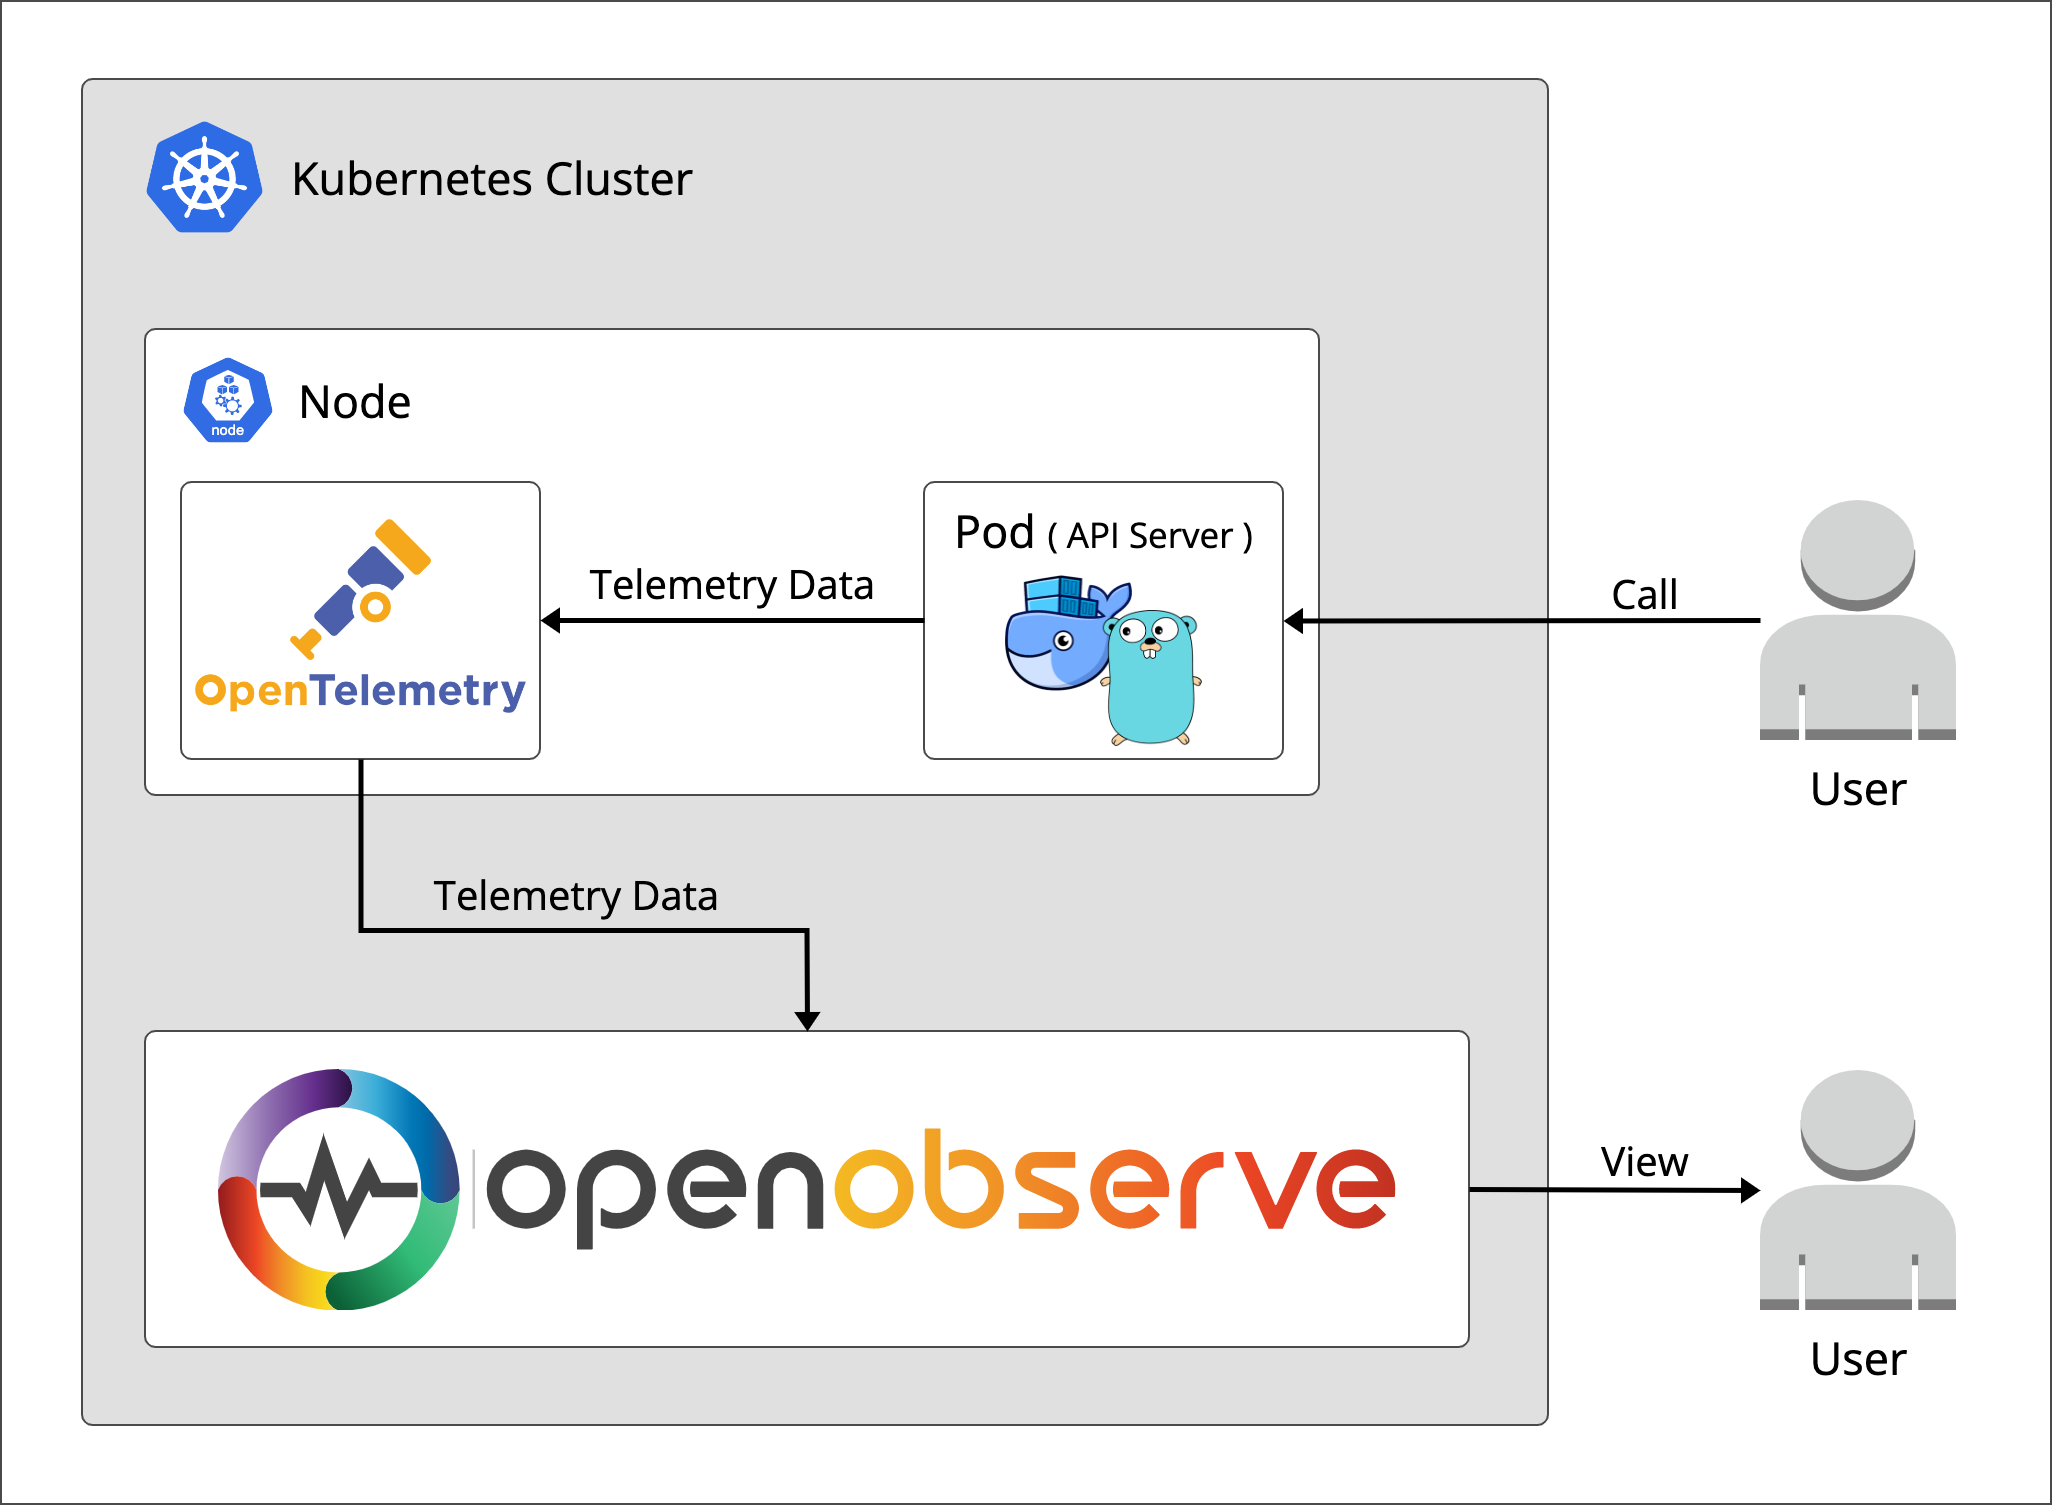 Kubernetes Cluster
Node
node
Pod ( API Server )
Telemetry Data
Call
OpenTelemetry
User
Telemetry Data
openobserve
View
User